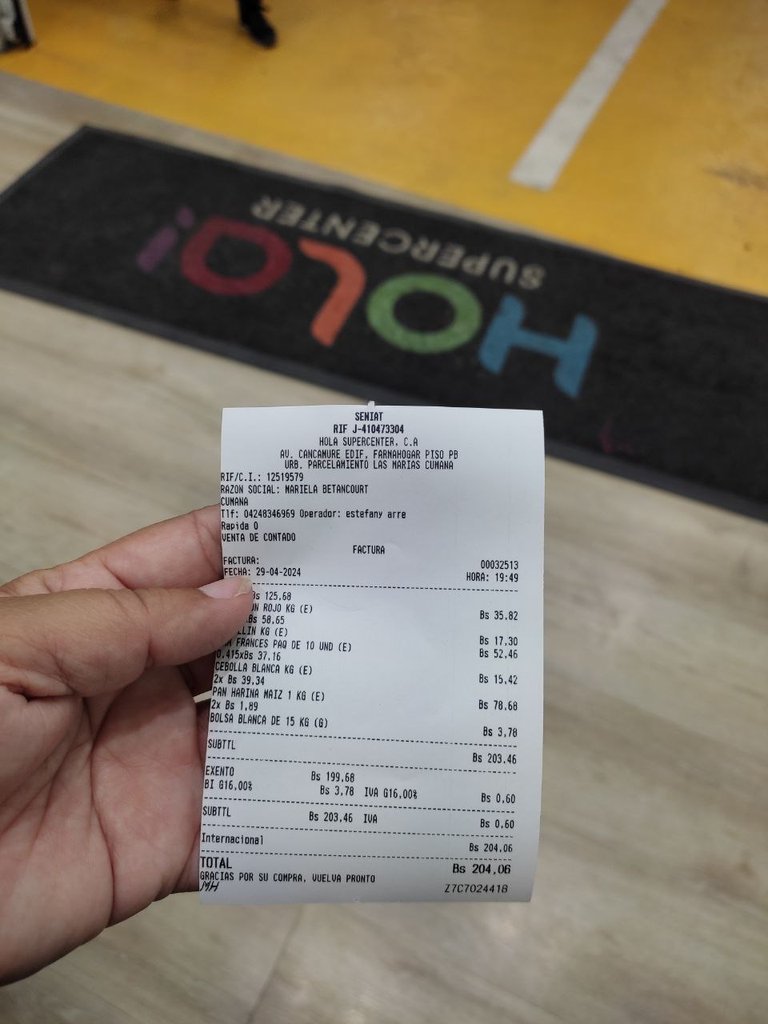 HOLA!
SUPERCENTER
SENIAT
RIF J-410473304
HOLA SUPERCENTER, C.A
AV. CANCAMURE EDIF. FARMAHOGAR PISO PB
URB. PARCELAMIENTO LAS MARIAS CUMANA
RIF/C.I.: 12519579
RAZON SOCIAL: MARIELA BETANCOURT
CUMANA
Tlf: 04248346969 Operador: estefany arre
Rapida 0
VENTA DE CONTADO
FACTURA
FACTURA: 00032513
FECHA: 29-04-2024 HORA: 19:49
Bs 125,68
ROJO KG (E) Bs 35,82
Bs 58,65
KG (E) Bs 17,30
FRANCES PAQ DE 10 UND (E) Bs 52,46
0,415xBs 37,16
CEBOLLA BLANCA KG (E) Bs 15,42
2x Bs 39,34
PAN HARINA MAIZ 1 KG (E) Bs 78,68
2x Bs 1,89
BOLSA BLANCA DE 15 KG (G) Bs 3,78
SUBTTL Bs 203,46
EXENTO Bs 199,68
BI G16,00% Bs 3,78 IVA G16,00% Bs 0,60
SUBTTL Bs 203,46 IVA Bs 0,60
Internacional Bs 204,06
TOTAL Bs 204,06
GRACIAS POR SU COMPRA, VUELVA PRONTO
MH Z7C7024418